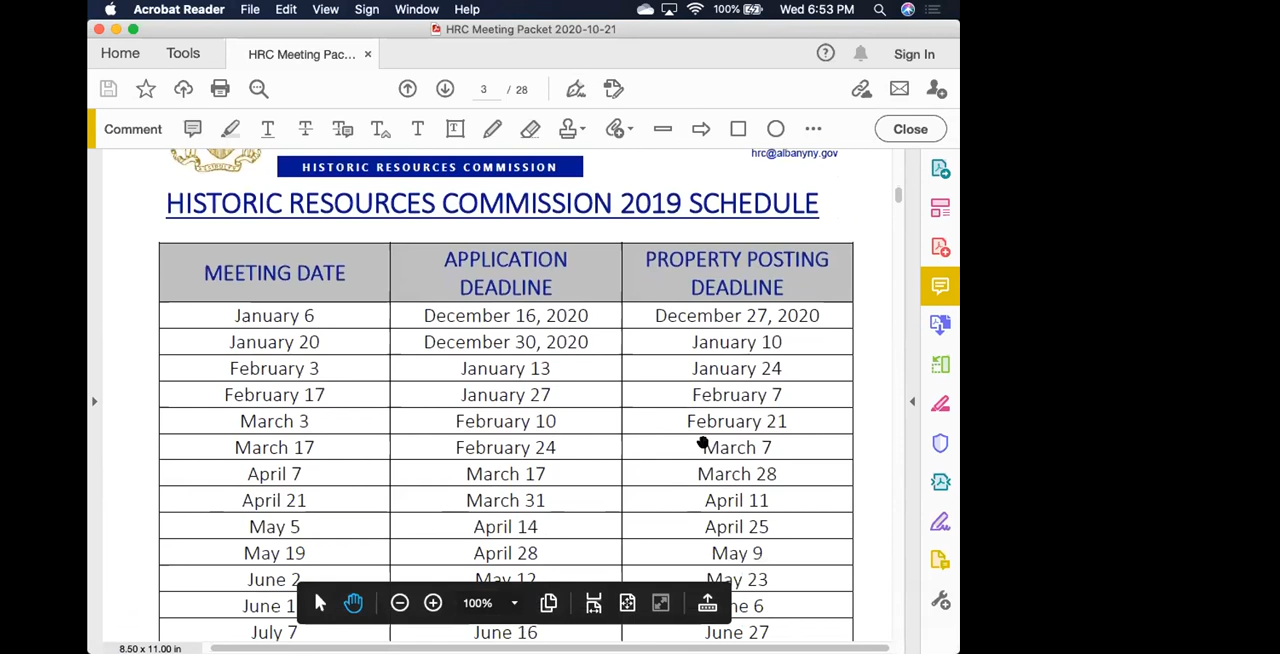 Acrobat Reader File Edit View Sign Window Help 100% Wed 6:53 PM
HRC Meeting Packet 2020-10-21
Home Tools HRC Meeting Pac... × Sign In
3 / 28
Comment Close
hrc@albanyny.gov
HISTORIC RESOURCES COMMISSION
HISTORIC RESOURCES COMMISSION 2019 SCHEDULE
MEETING DATE APPLICATION DEADLINE PROPERTY POSTING DEADLINE
January 6 December 16, 2020 December 27, 2020
January 20 December 30, 2020 January 10
February 3 January 13 January 24
February 17 January 27 February 7
March 3 February 10 February 21
March 17 February 24 March 7
April 7 March 17 March 28
April 21 March 31 April 11
May 5 April 14 April 25
May 19 April 28 May 9
June 2 May 12 May 23
June 1 ne 6
100%
July 7 June 16 June 27
8.50 x 11.00 in